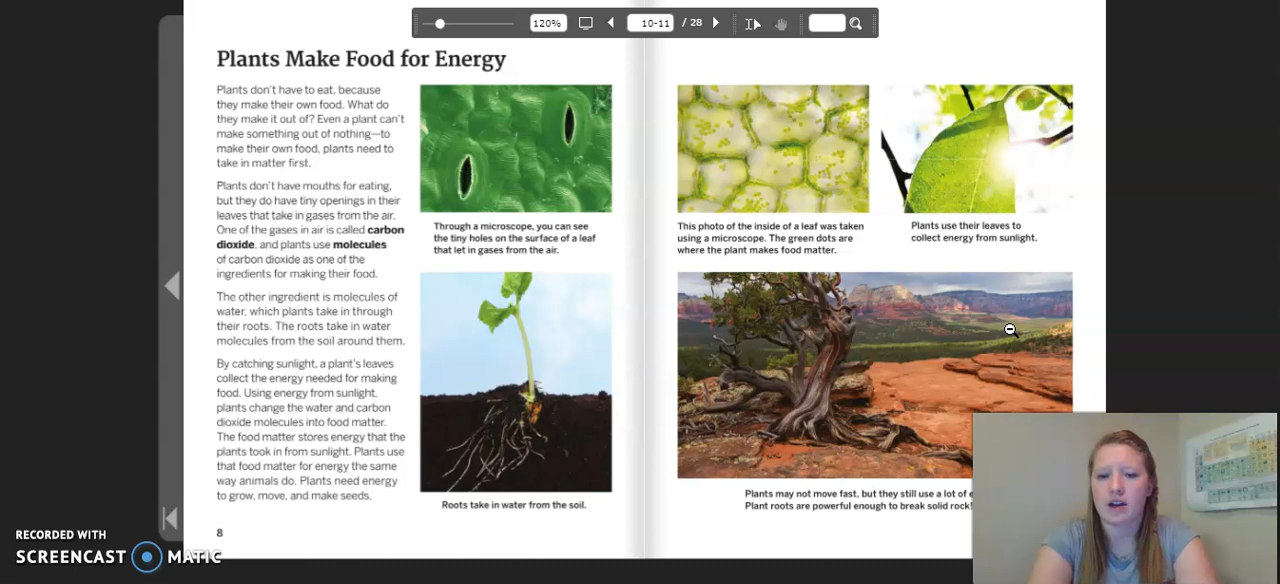 120%
10-11
/ 28
Plants Make Food for Energy
Plants don't have to eat, because
they make their own food. What do
they make it out of? Even a plant can't
make something out of nothing—to
make their own food, plants need to
take in matter first.
Plants don't have mouths for eating,
but they do have tiny openings in their
leaves that take in gases from the air.
One of the gases in air is called carbon
dioxide, and plants use molecules
of carbon dioxide as one of the
ingredients for making their food.
The other ingredient is molecules of
water, which plants take in through
their roots. The roots take in water
molecules from the soil around them.
By catching sunlight, a plant's leaves
collect the energy needed for making
food. Using energy from sunlight,
plants change the water and carbon
dioxide molecules into food matter.
The food matter stores energy that the
plants took in from sunlight. Plants use
that food matter for energy the same
way animals do. Plants need energy
to grow, move, and make seeds.
8
Through a microscope, you can see
the tiny holes on the surface of a leaf
that let in gases from the air.
Roots take in water from the soil.
This photo of the inside of a leaf was taken
using a microscope. The green dots are
where the plant makes food matter.
Plants use their leaves to
collect energy from sunlight.
Plants may not move fast, but they still use a lot of
Plant roots are powerful enough to break solid rock!
RECORDED WITH
SCREENCAST MATIC